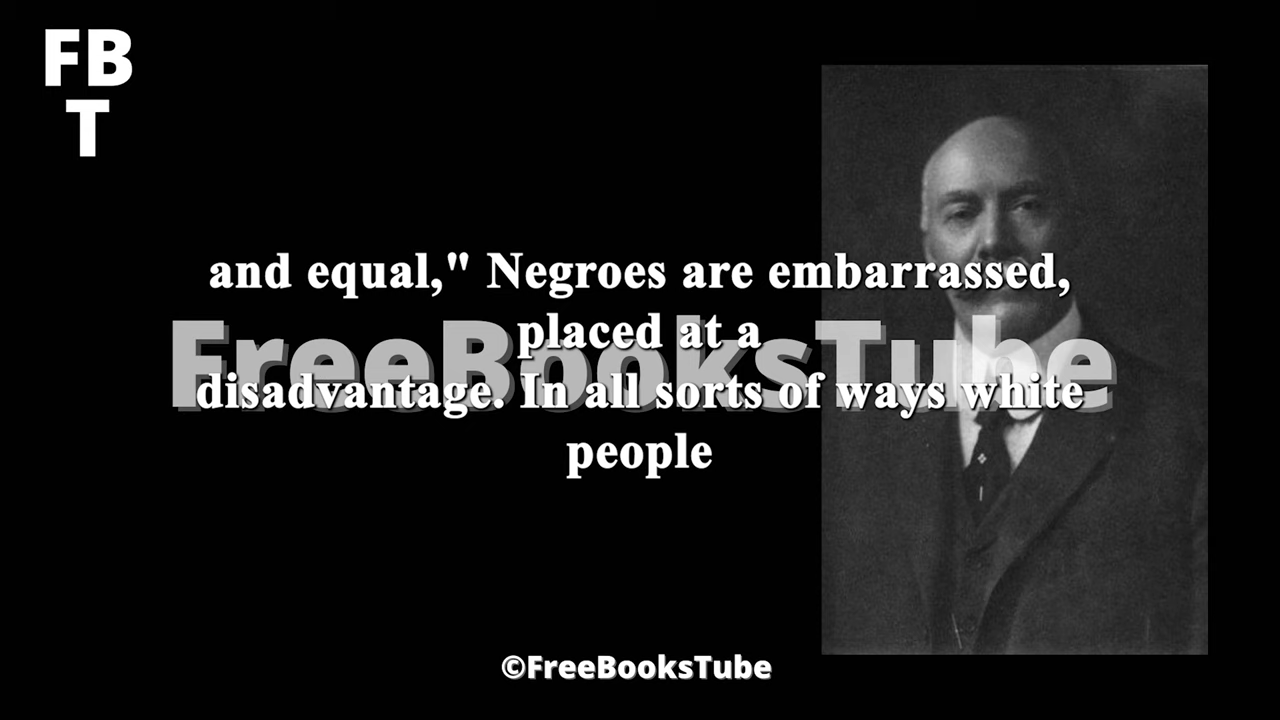 FB
T
and equal," Negroes are embarrassed,
placed at a
disadvantage. In all sorts of ways white
people
FreeBooksTube
©FreeBooksTube